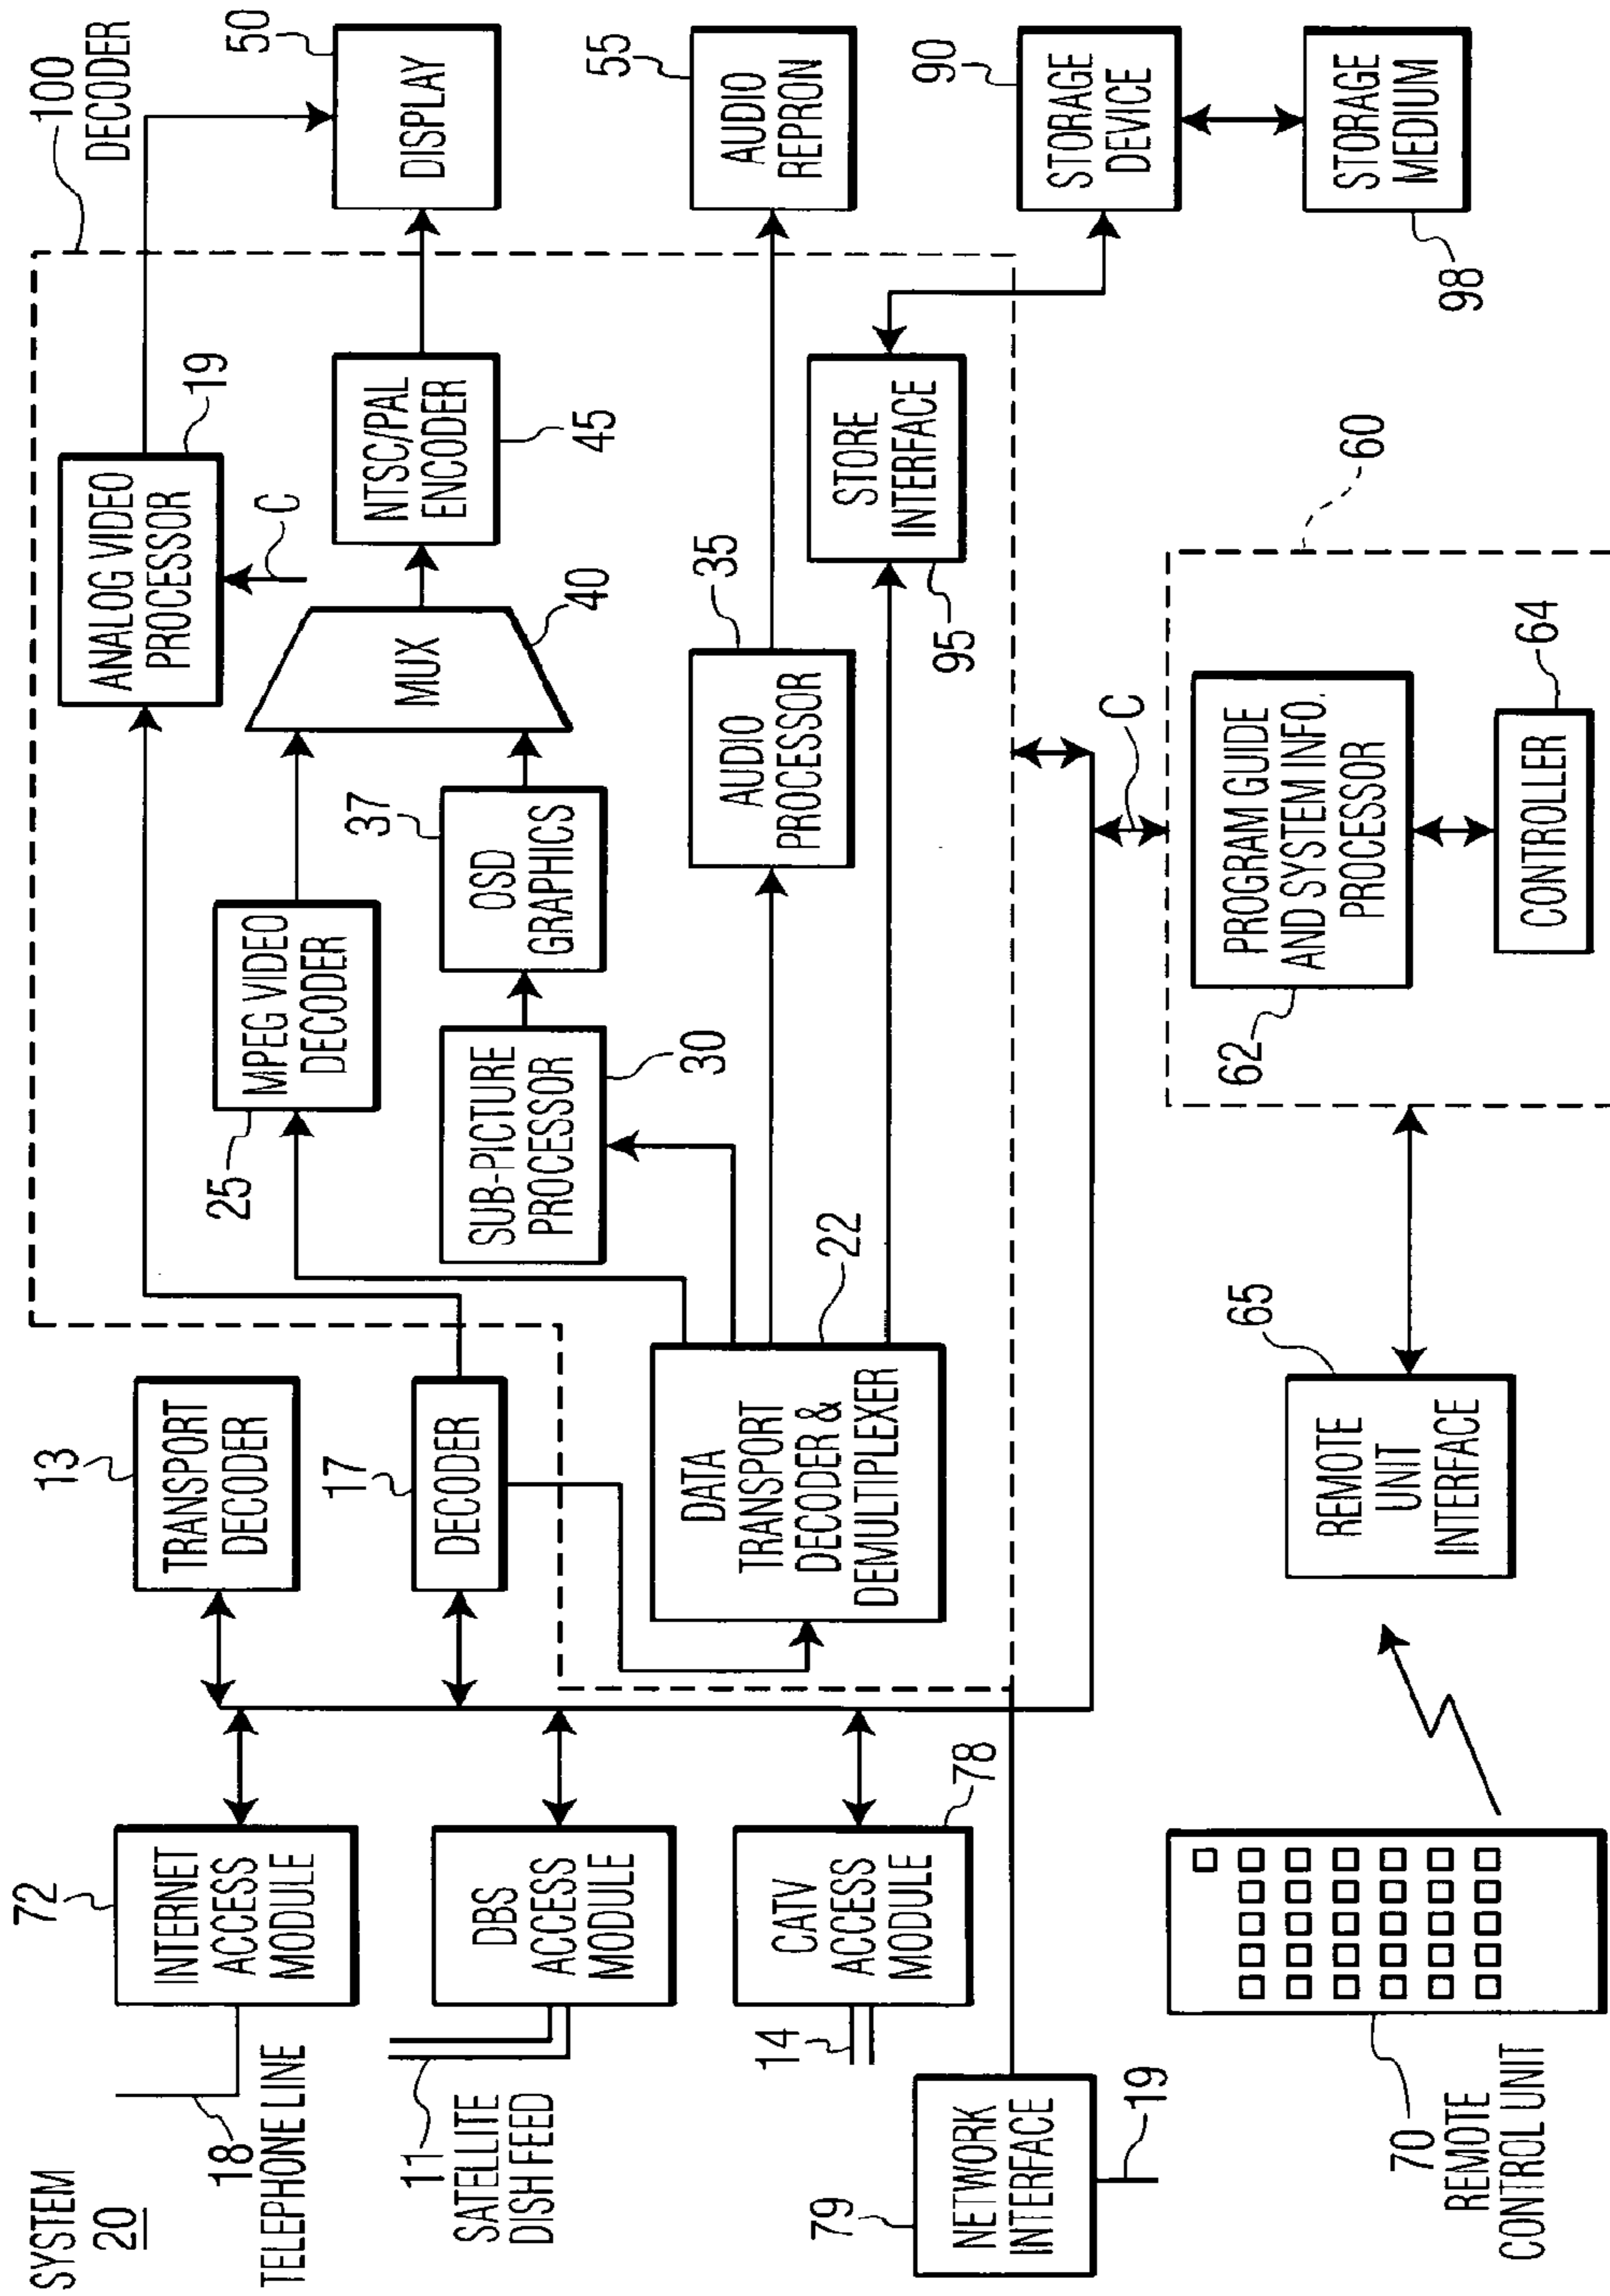 SYSTEM
20
18
TELEPHONE LINE
11
SATELLITE
DISH FEED
14
79
NETWORK
INTERFACE
19
70
REMOTE
CONTROL UNIT
72
INTERNET
ACCESS
MODULE
DBS
ACCESS
MODULE
CATV
ACCESS
MODULE
78
13
TRANSPORT
DECODER
17
DECODER
DATA
TRANSPORT
DECODER &
DEMULTIPLEXER
22
65
REMOTE
UNIT
INTERFACE
25
MPEG VIDEO
DECODER
SUB-PICTURE
PROCESSOR
30
37
OSD
GRAPHICS
MUX
40
ANALOG VIDEO
PROCESSOR
19
C
NTSC/PAL
ENCODER
45
AUDIO
PROCESSOR
35
STORE
INTERFACE
95
C
60
PROGRAM GUIDE
AND SYSTEM INFO.
PROCESSOR
62
CONTROLLER
64
100
DECODER
50
DISPLAY
55
AUDIO
REPRON
90
STORAGE
DEVICE
STORAGE
MEDIUM
98